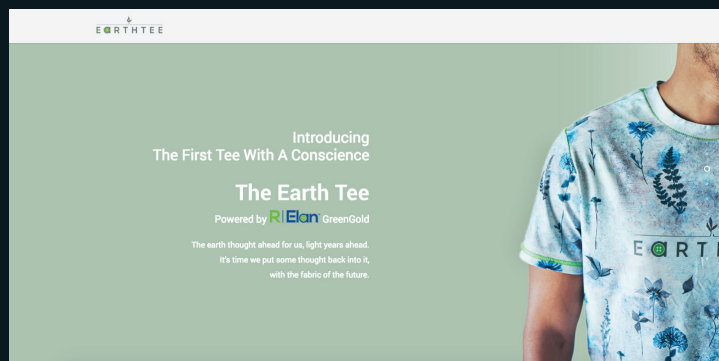 EARTHTEE
Introducing
The First Tee With A Conscience
The Earth Tee
Powered by R|Elan™ GreenGold
The earth thought ahead for us, light years ahead.
It's time we put some thought back into it,
with the fabric of the future.
EARTH